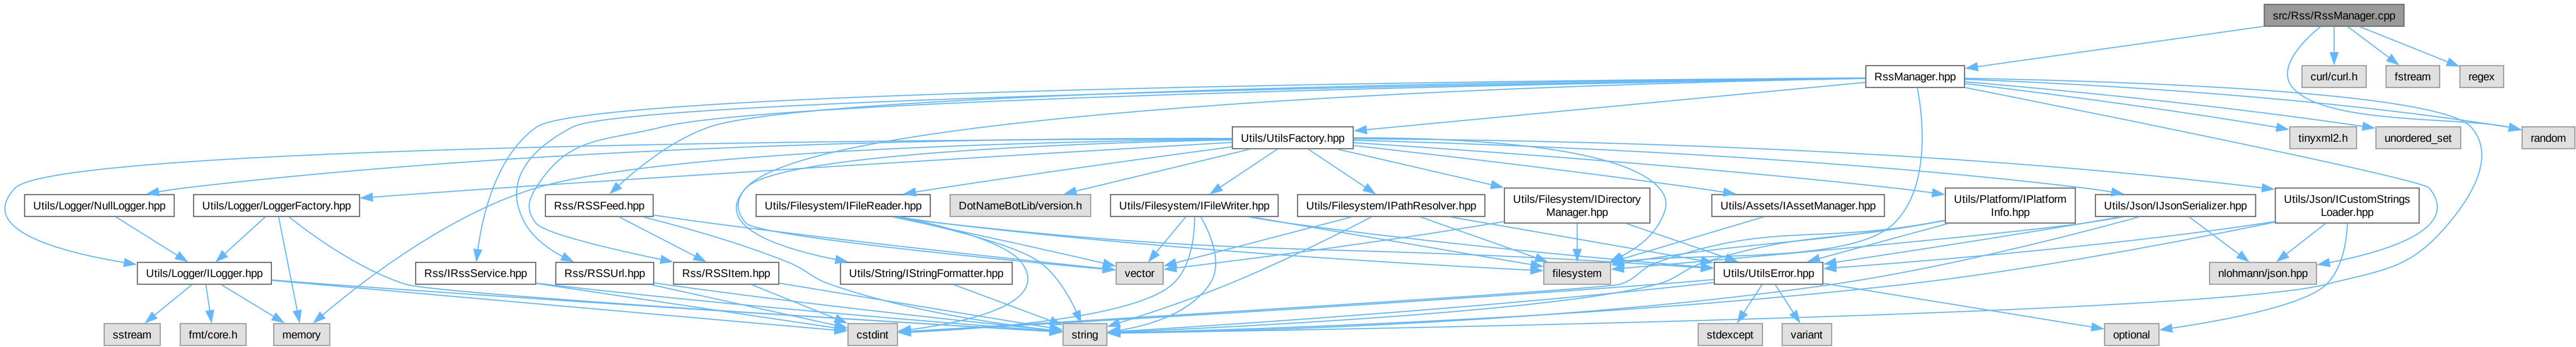 src/Rss/RssManager.cpp
RssManager.hpp
curl/curl.h
fstream
regex
Utils/UtilsFactory.hpp
tinyxml2.h
unordered_set
random
Utils/Logger/NullLogger.hpp
Utils/Logger/LoggerFactory.hpp
Rss/RSSFeed.hpp
Utils/Filesystem/IFileReader.hpp
DotNameBotLib/version.h
Utils/Filesystem/IFileWriter.hpp
Utils/Filesystem/IPathResolver.hpp
Utils/Filesystem/IDirectory
Manager.hpp
Utils/Assets/IAssetManager.hpp
Utils/Platform/IPlatform
Info.hpp
Utils/Json/IJsonSerializer.hpp
Utils/Json/ICustomStrings
Loader.hpp
Utils/Logger/ILogger.hpp
Rss/IRssService.hpp
Rss/RSSUrl.hpp
Rss/RSSItem.hpp
Utils/String/IStringFormatter.hpp
vector
filesystem
Utils/UtilsError.hpp
nlohmann/json.hpp
sstream
fmt/core.h
memory
cstdint
string
stdexcept
variant
optional